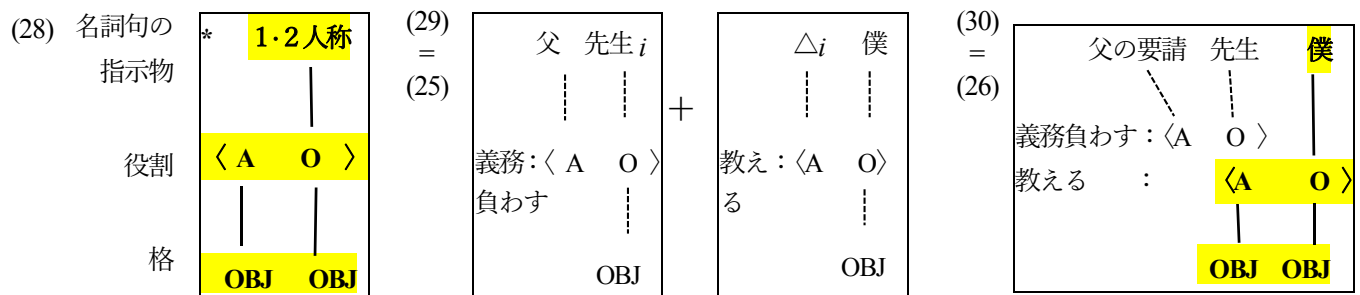 (28) 名詞句の
指示物
役割
格
* 1·2人称
〈 A O 〉
OBJ OBJ
(29)
=
(25)
父 先生 i
義務:〈 A O 〉
負わす
OBJ
+
△i 僕
教え:〈A O〉
る
OBJ
(30)
=
(26)
父の要請 先生 僕
義務負わす:〈A O 〉
教える : 〈A O 〉
OBJ OBJ